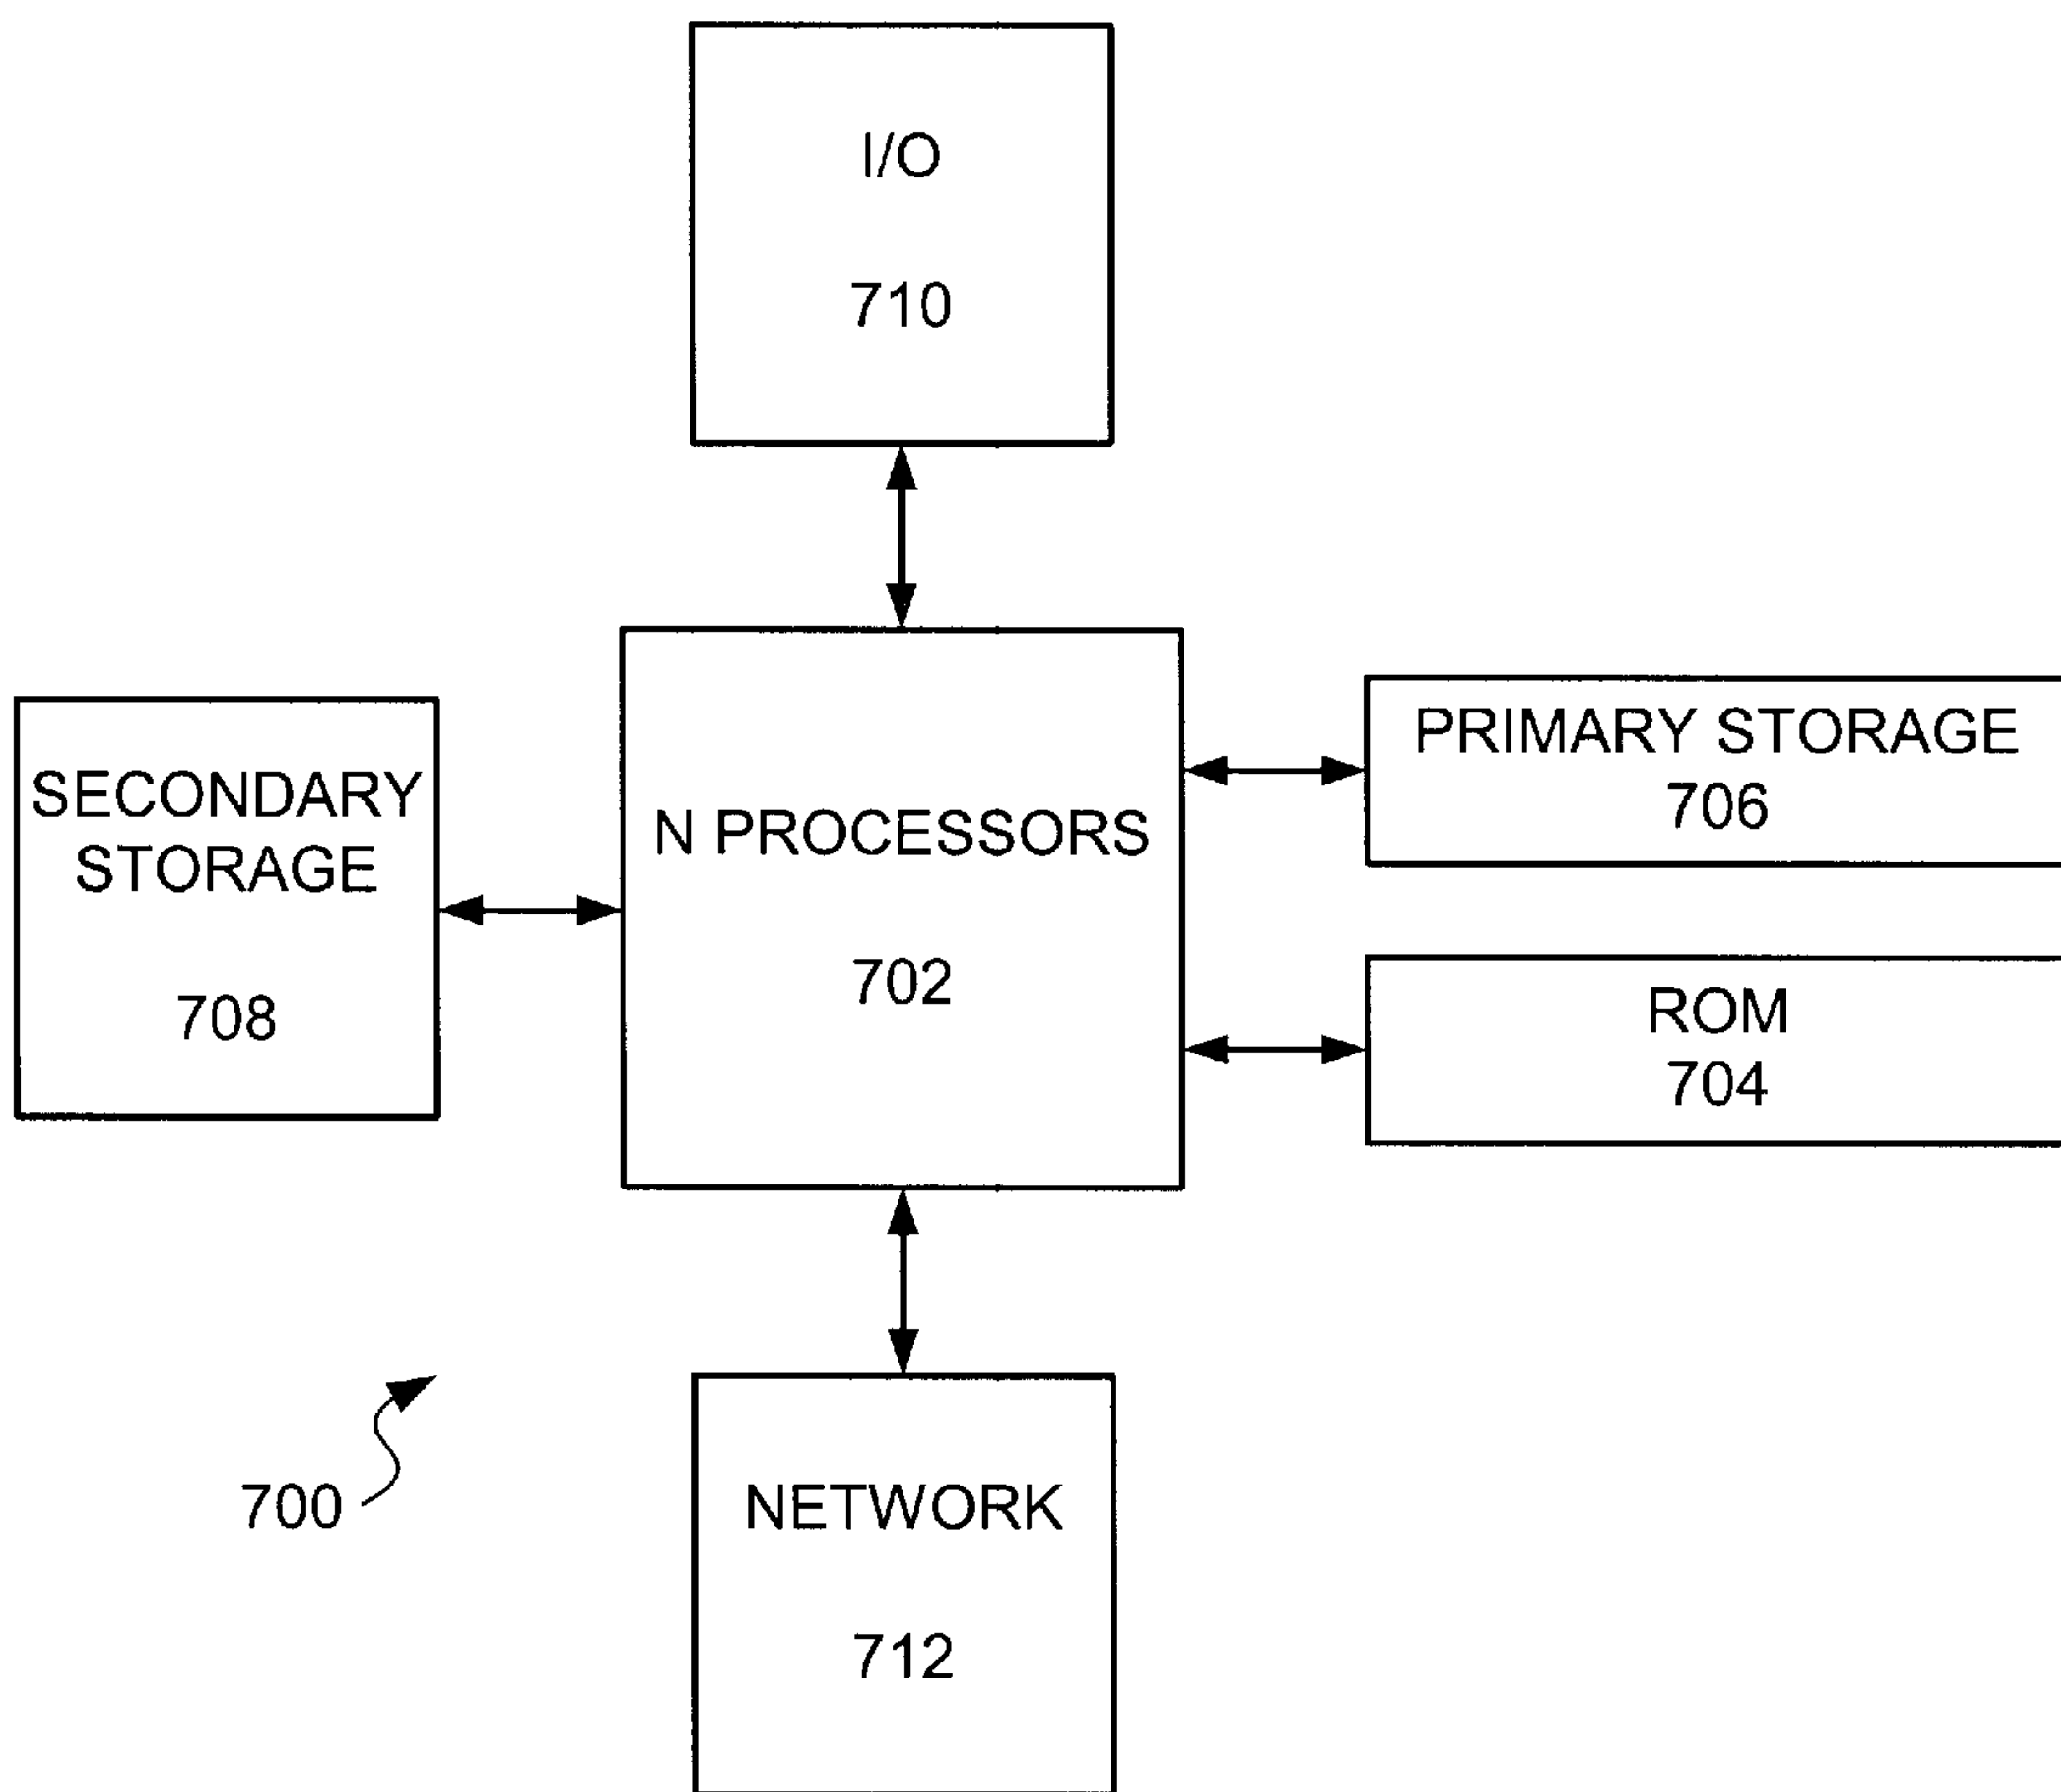 I/O
710
SECONDARY
STORAGE
708
N PROCESSORS
702
PRIMARY STORAGE
706
ROM
704
700
NETWORK
712